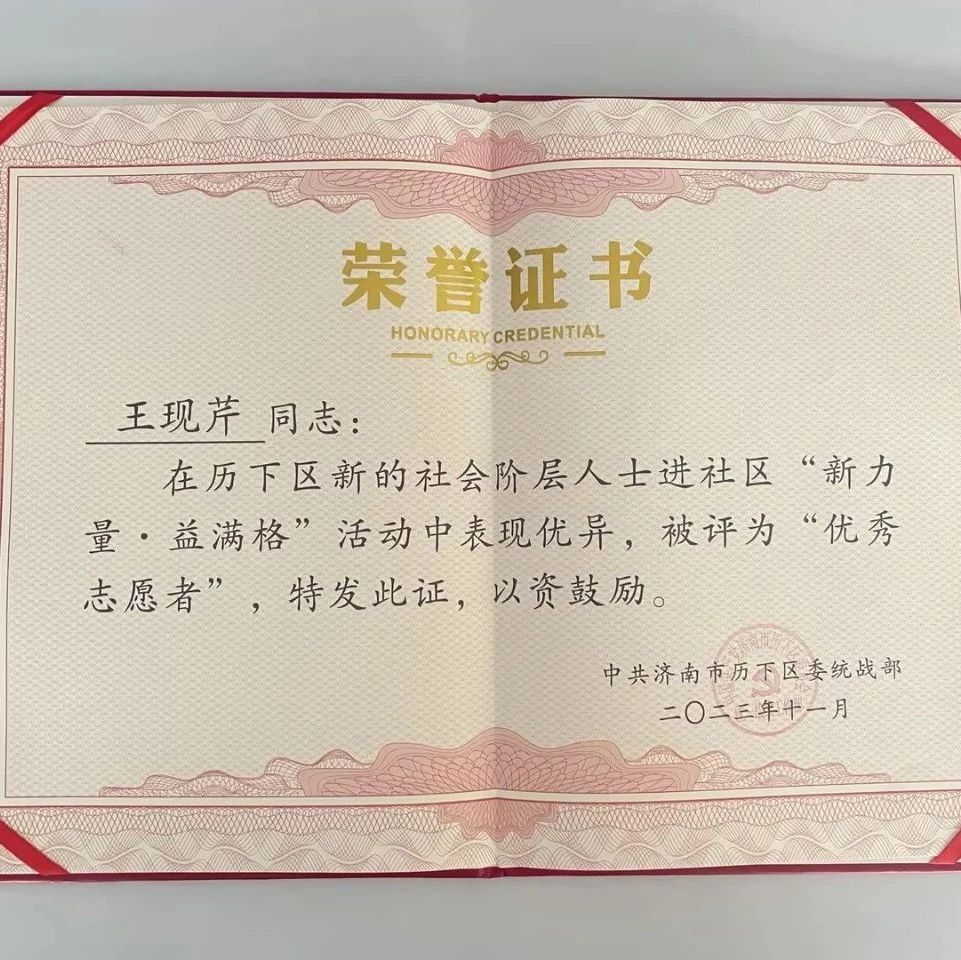 荣誉证书
HONORARY CREDENTIAL
王现芹 同志：
在历下区新的社会阶层人士进社区“新力
量·益满格”活动中表现优异，被评为“优秀
志愿者”，特发此证，以资鼓励。
中共济南市历下区委统战部
二〇二三年十一月